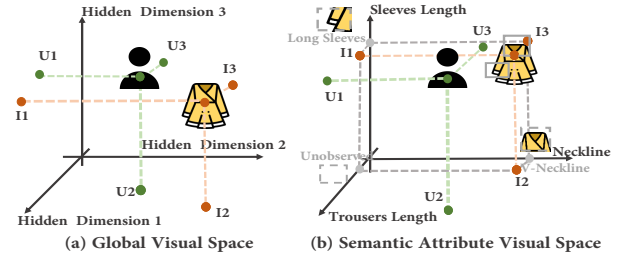 Hidden Dimension 3
U1
U3
I3
I1
Hidden Dimension 2
U2
I2
Hidden Dimension 1
(a) Global Visual Space
Sleeves Length
Long Sleeves
I3
I1
U3
U1
Neckline
Unobserve
V-Neckline
I2
U2
Trousers Length
(b) Semantic Attribute Visual Space